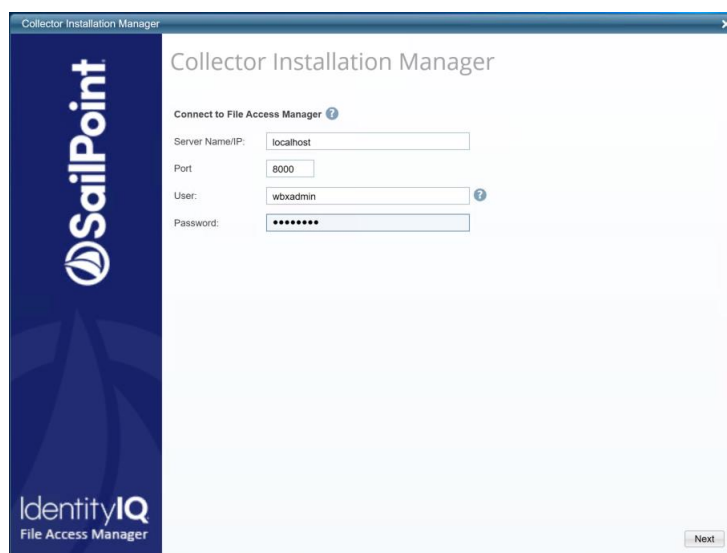 Collector Installation Manager
SailPoint
Collector Installation Manager
Connect to File Access Manager ?
Server Name/IP: localhost
Port 8000
User: wbxadmin ?
Password: ••••••••
IdentityIQ
File Access Manager
Next